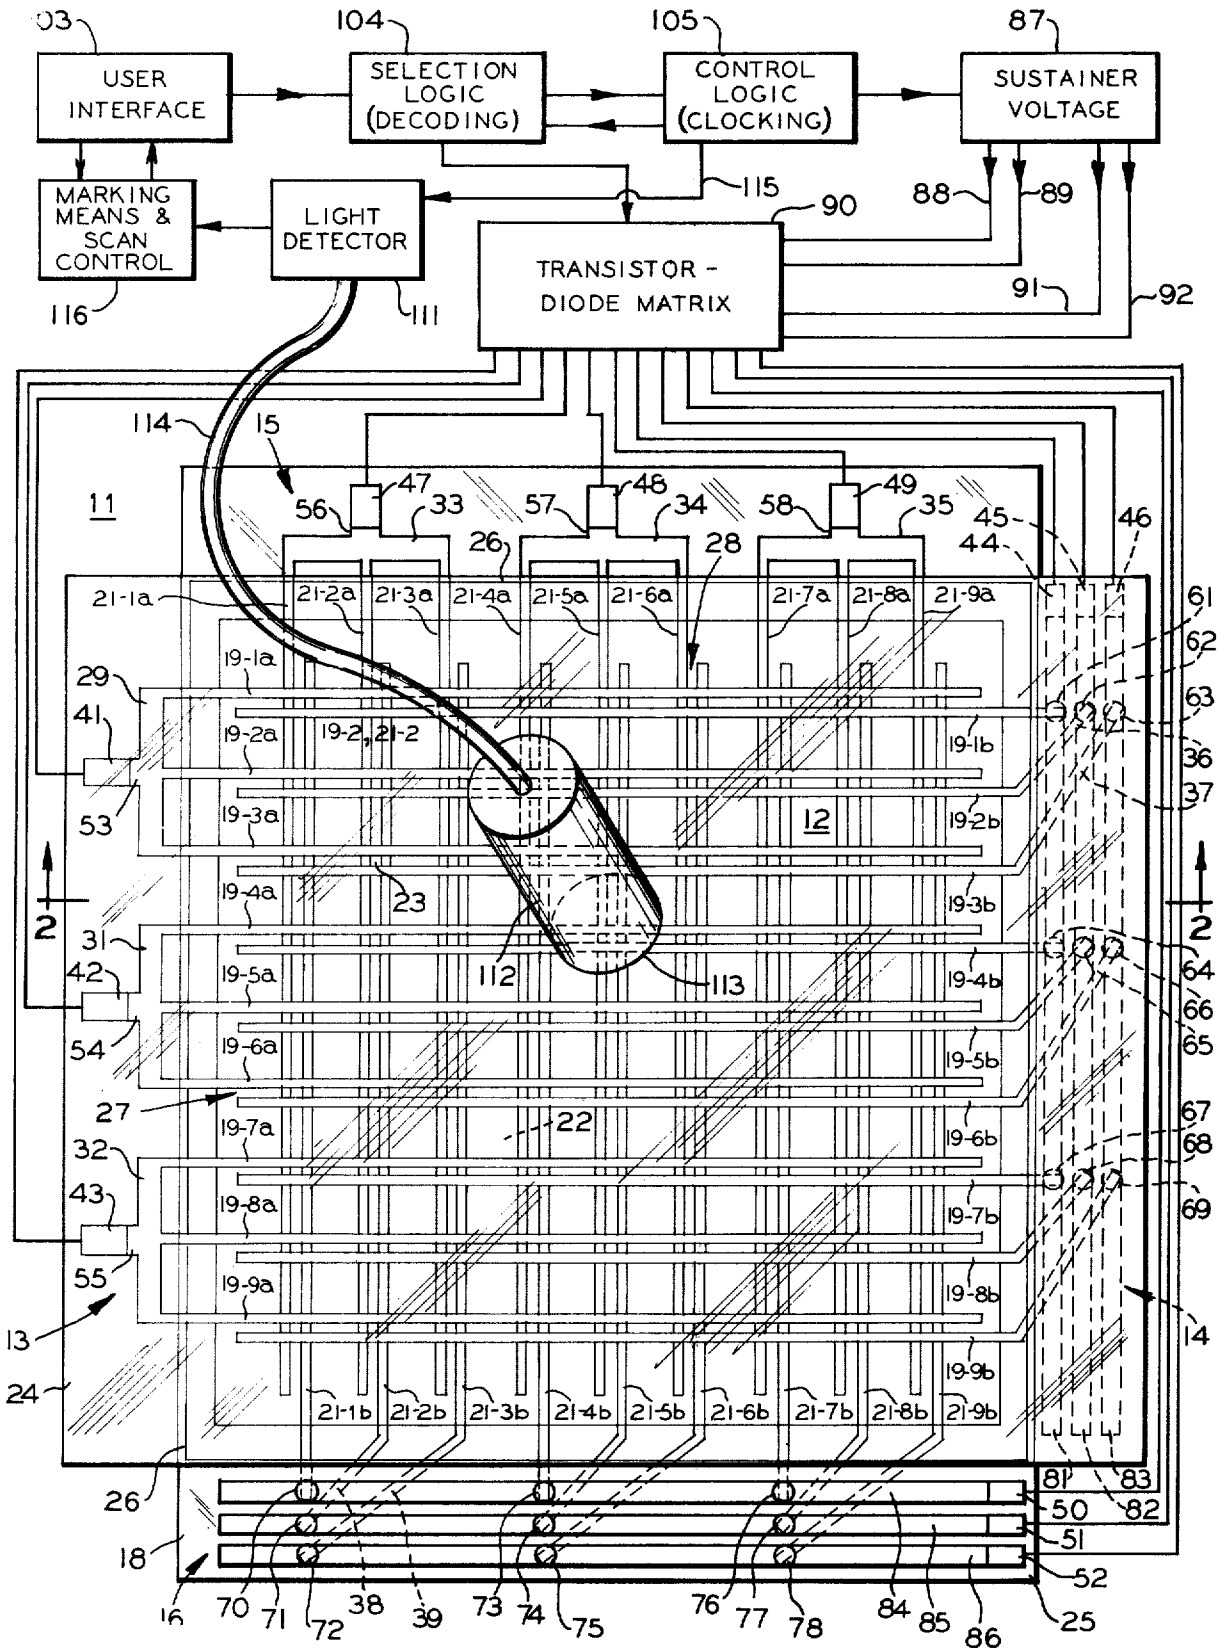 103 104 105 87
USER
INTERFACE
SELECTION
LOGIC
(DECODING)
CONTROL
LOGIC
(CLOCKING)
SUSTAINER
VOLTAGE
MARKING
MEANS &
SCAN
CONTROL
LIGHT
DETECTOR
115
90
88
89
TRANSISTOR -
DIODE MATRIX
91
92
116
111
114
15
11
47
48
49
56
33
57
34
58
35
45
46
44
26
28
21-1a
21-2a
21-3a
21-4a
21-5a
21-6a
21-7a
21-8a
21-9a
61
62
63
29
19-1a
41
19-2a
19-2, 21-2
19-1b
36
37
53
19-3a
12
19-2b
2
19-4a
23
19-3b
2
31
112
113
64
42
19-5a
19-4b
66
54
19-6a
19-5b
65
27
19-7a
22
67
19-6b
68
32
43
19-8a
19-7b
69
55
19-9a
19-8b
13
14
24
19-9b
21-1b
21-2b
21-3b
21-4b
21-5b
21-6b
21-7b
21-8b
21-9b
26
81
83
50
82
51
18
52
16
70
71
72
38
39
73
74
75
76
77
78
84
85
86
25